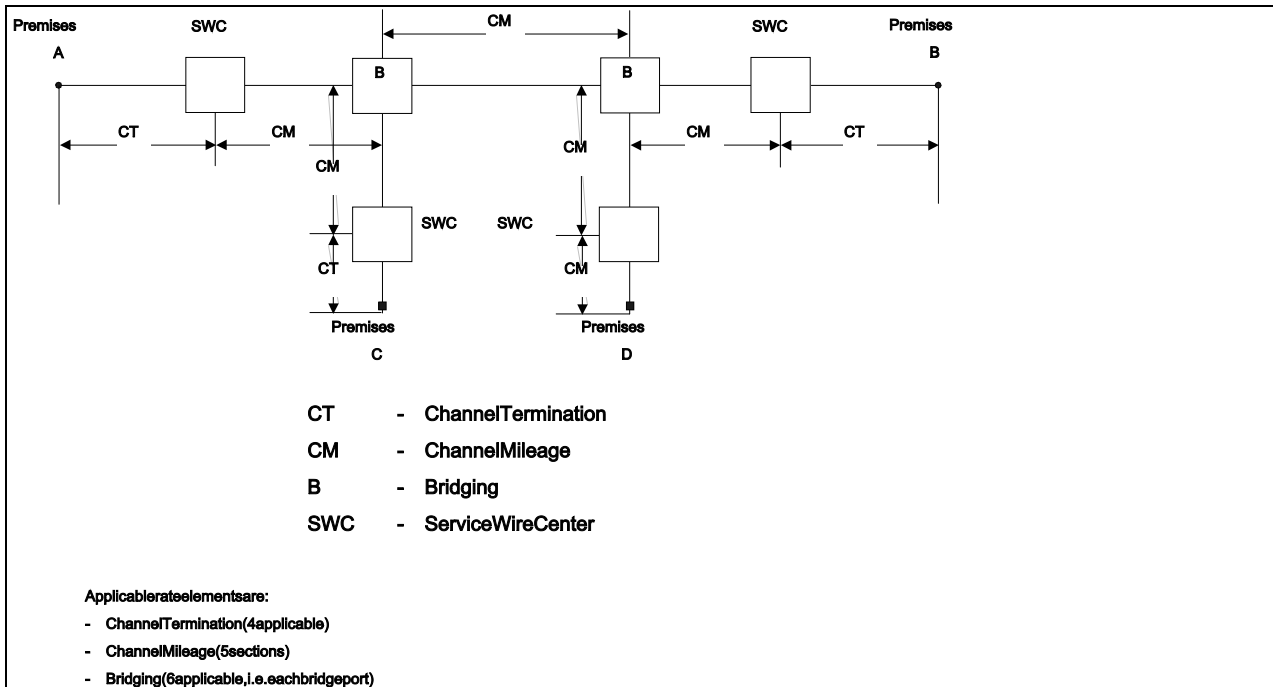 CM
Premises SWC SWC Premises
A B B B
CT CM CM CT
CM CM
SWC SWC
CT CM
Premises Premises
C D
CT - ChannelTermination
CM - ChannelMileage
B - Bridging
SWC - ServiceWireCenter
Applicablerateelementsare:
- ChannelTermination(4applicable)
- ChannelMileage(5sections)
- Bridging(6applicable,i.e.eachbridgeport)